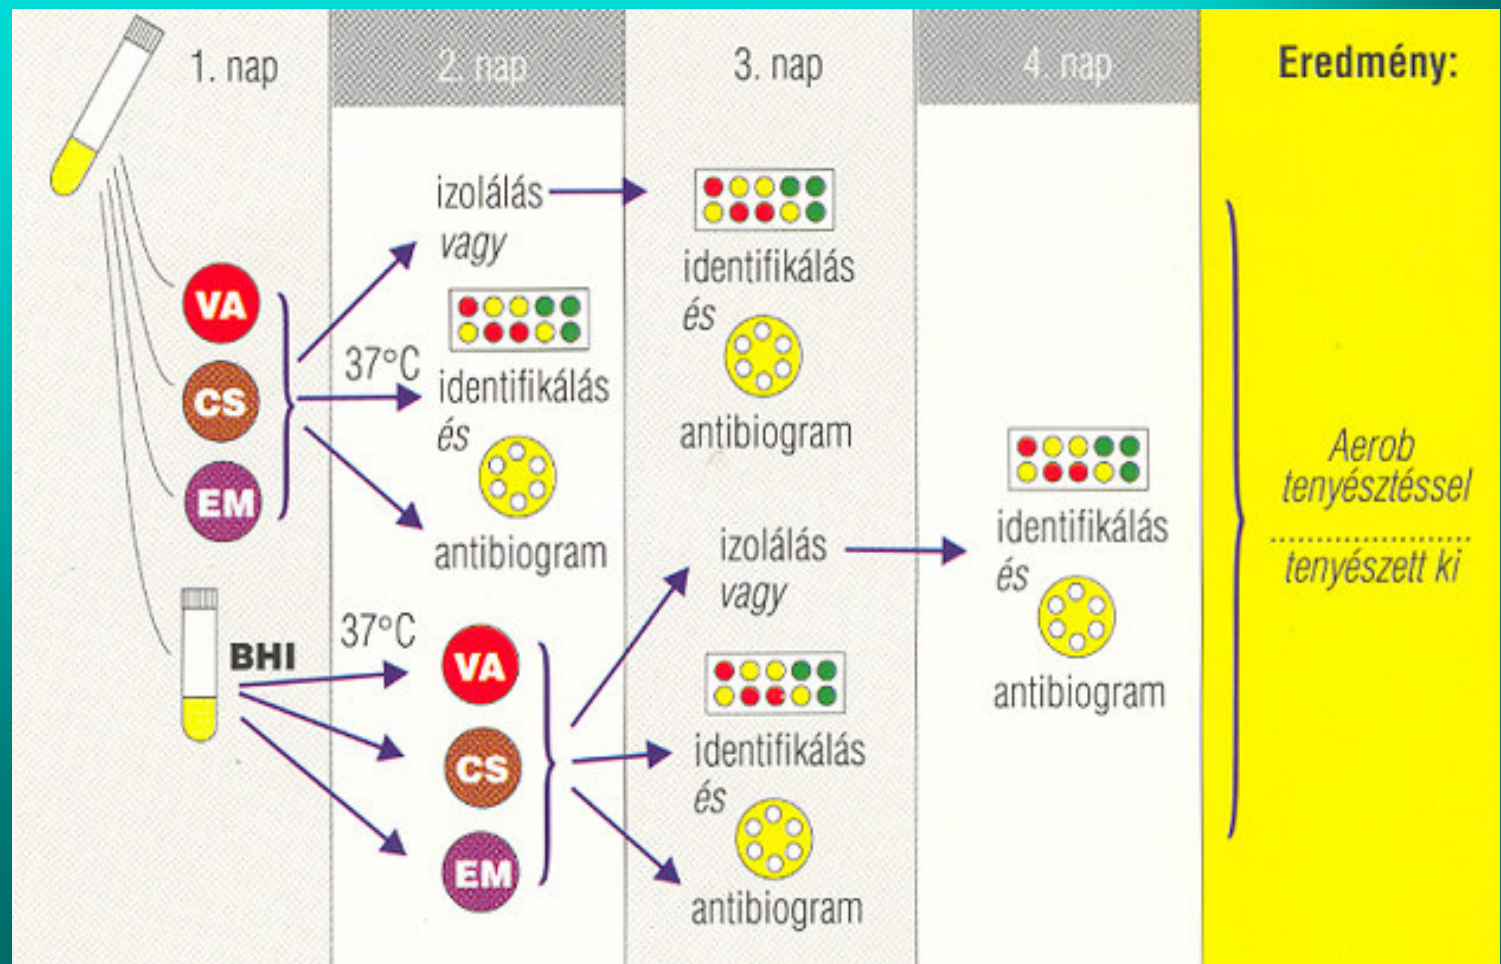 1. nap
2. nap
3. nap
4. nap
Eredmény:
VA
CS
EM
BHI
37°C
izolálás
vagy
identifikálás
és
antibiogram
37°C
VA
CS
EM
identifikálás
és
antibiogram
izolálás
vagy
identifikálás
és
antibiogram
identifikálás
és
antibiogram
Aerob
tenyésztéssel
....................
tenyészett ki